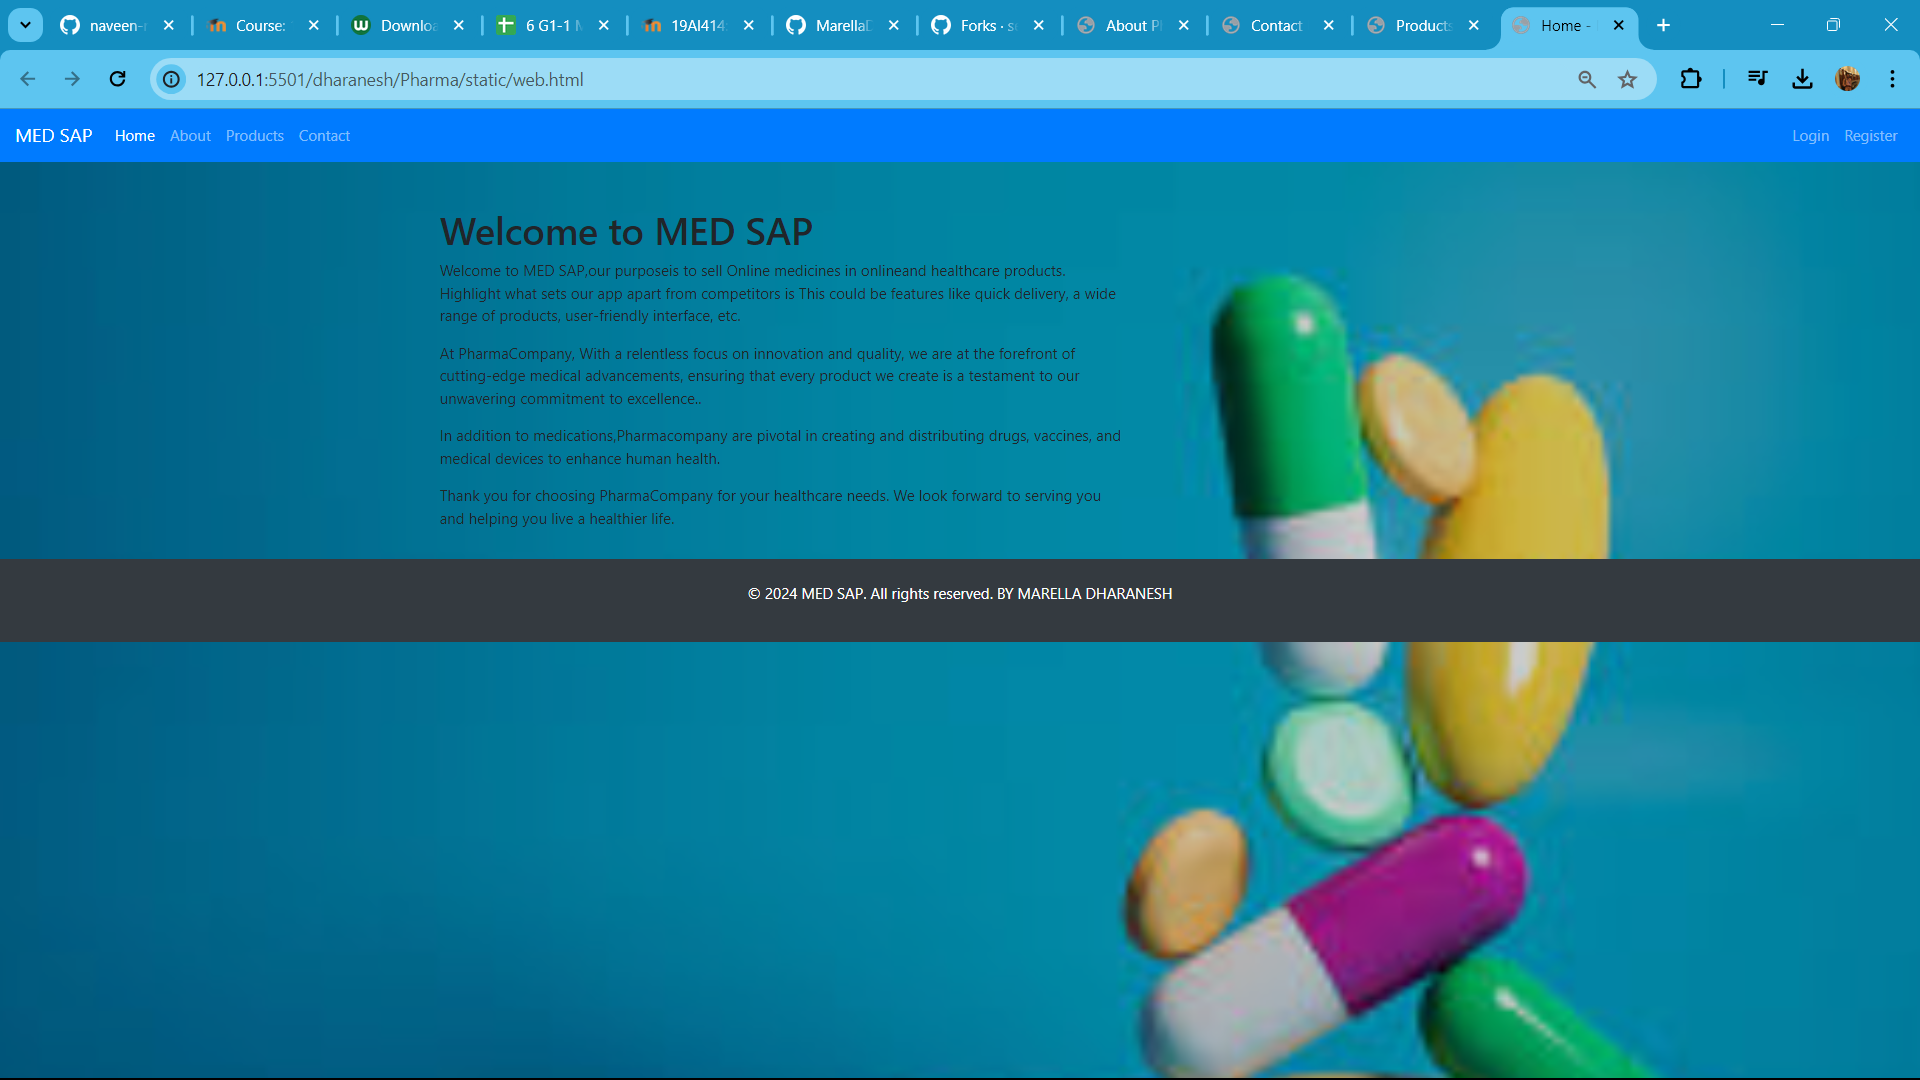 naveen-
Course:
Downloa
6 G1-1 M
19AI414
MarellaD
Forks · s
About P
Contact
Products
Home -
127.0.0.1:5501/dharanesh/Pharma/static/web.html
MED SAP Home About Products Contact Login Register
Welcome to MED SAP
Welcome to MED SAP,our purposeis to sell Online medicines in onlineand healthcare products.
Highlight what sets our app apart from competitors is This could be features like quick delivery, a wide
range of products, user-friendly interface, etc.
At PharmaCompany, With a relentless focus on innovation and quality, we are at the forefront of
cutting-edge medical advancements, ensuring that every product we create is a testament to our
unwavering commitment to excellence..
In addition to medications,Pharmacompany are pivotal in creating and distributing drugs, vaccines, and
medical devices to enhance human health.
Thank you for choosing PharmaCompany for your healthcare needs. We look forward to serving you
and helping you live a healthier life.
© 2024 MED SAP. All rights reserved. BY MARELLA DHARANESH